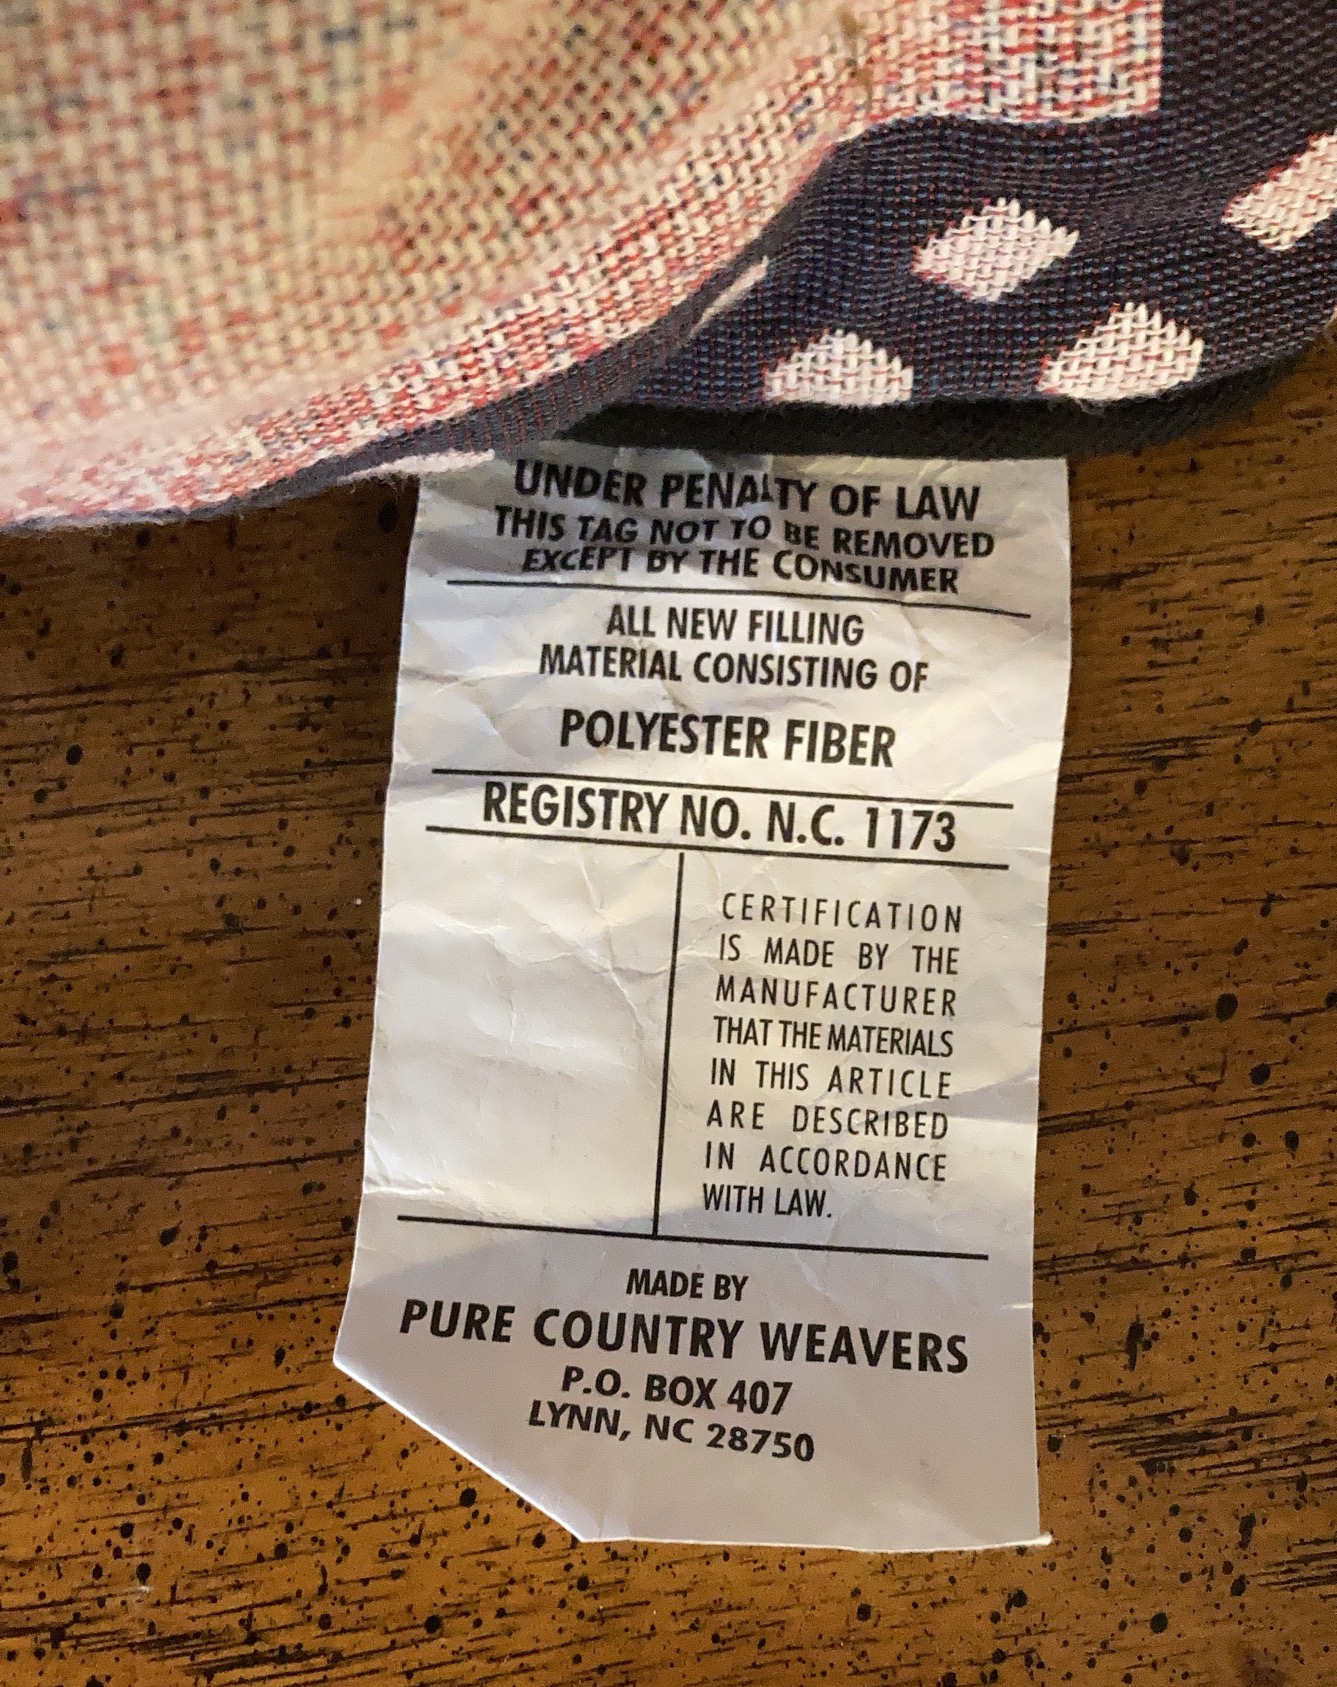 UNDER PENALTY OF LAW
THIS TAG NOT TO BE REMOVED
EXCEPT BY THE CONSUMER
ALL NEW FILLING
MATERIAL CONSISTING OF
POLYESTER FIBER
REGISTRY NO. N.C. 1173
CERTIFICATION
IS MADE BY THE
MANUFACTURER
THAT THE MATERIALS
IN THIS ARTICLE
ARE DESCRIBED
IN ACCORDANCE
WITH LAW.
MADE BY
PURE COUNTRY WEAVERS
P.O. BOX 407
LYNN, NC 28750